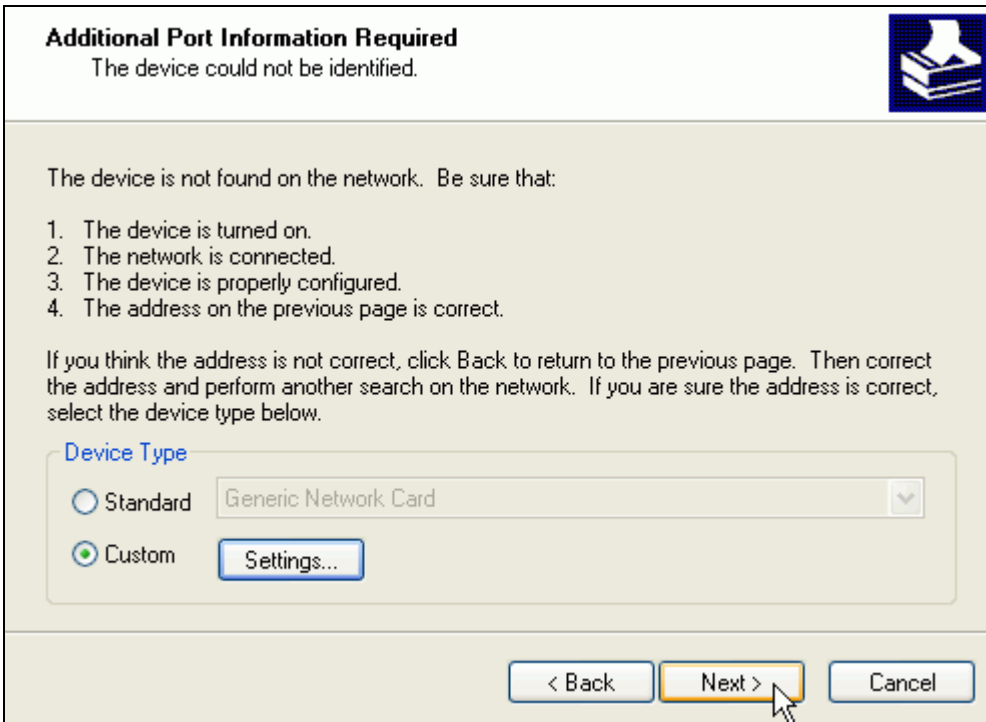 Additional Port Information Required
The device could not be identified.
The device is not found on the network.  Be sure that:
1.  The device is turned on.
2.  The network is connected.
3.  The device is properly configured.
4.  The address on the previous page is correct.
If you think the address is not correct, click Back to return to the previous page.  Then correct
the address and perform another search on the network.  If you are sure the address is correct,
select the device type below.
Device Type
Standard
Generic Network Card
Custom
Settings...
< Back
Next >
Cancel